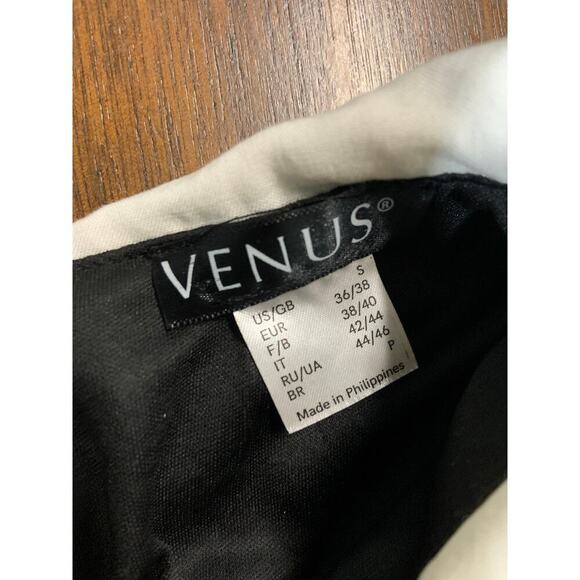 VENUS®
US/GB S
EUR 36/38
F/B 38/40
IT 42/44
RU/UA 44/46
BR P
Made in Philippines